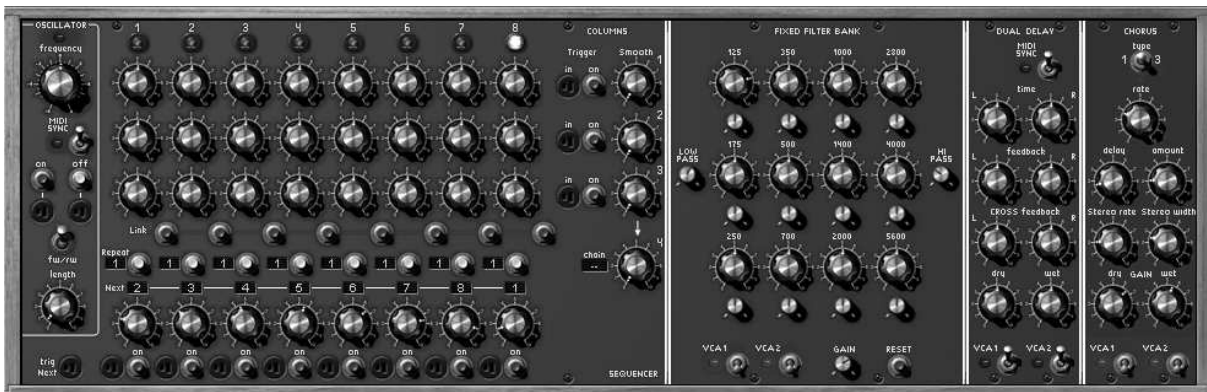 OSCILLATOR
frequency
MIDI SYNC
on off
fw/rw
length
trig Next
1 2 3 4 5 6 7 8
Link
Repeat 1 1 1 1 1 1 1 1
Next 2 3 4 5 6 7 8 1
on on on on on on on on
COLUMNS
Trigger Smooth
in on 1
in on 2
in on 3
4
chain --
SEQUENCER
FIXED FILTER BANK
125 350 1000 2800
175 500 1400 4000
LOW PASS
HI PASS
250 700 2000 5600
VCA1 VCA2 GAIN RESET
DUAL DELAY
MIDI SYNC
time
L R
feedback
L R
CROSS feedback
L R
dry wet
VCA1 VCA2
CHORUS
type
1 3
rate
delay amount
Stereo rate Stereo width
dry GAIN wet
VCA1 VCA2